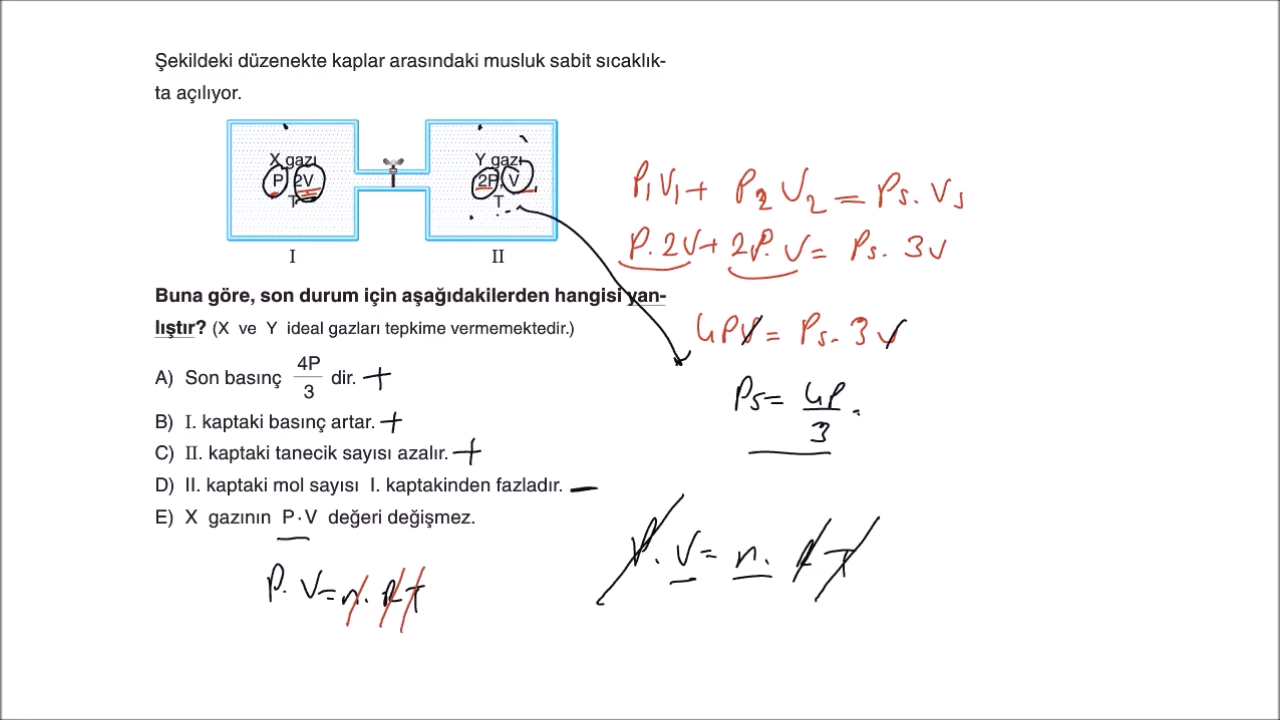 Şekildeki düzenekte kaplar arasındaki musluk sabit sıcaklık-
ta açılıyor.
X gazı
P, 2V
T
Y gazı
2P, V
T
I
II
P₁V₁ + P₂V₂ = Ps. Vs
P. 2V + 2P. V = Ps. 3V
4PV = Ps. 3V
Ps = 4P/3
Buna göre, son durum için aşağıdakilerden hangisi yan-
lıştır? (X ve Y ideal gazları tepkime vermemektedir.)
A) Son basınç 4P/3 dir. +
B) I. kaptaki basınç artar. +
C) II. kaptaki tanecik sayısı azalır. +
D) II. kaptaki mol sayısı I. kaptakinden fazladır. –
E) X gazının P·V değeri değişmez.
P. V = n. R T
P. V = n. R T